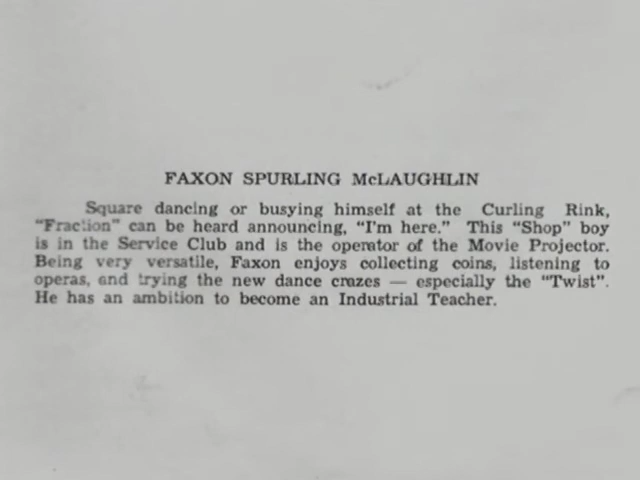 FAXON SPURLING McLAUGHLIN
Square dancing or busying himself at the Curling Rink,
"Fraction" can be heard announcing, "I'm here." This "Shop" boy
is in the Service Club and is the operator of the Movie Projector.
Being very versatile, Faxon enjoys collecting coins, listening to
operas, and trying the new dance crazes — especially the "Twist".
He has an ambition to become an Industrial Teacher.